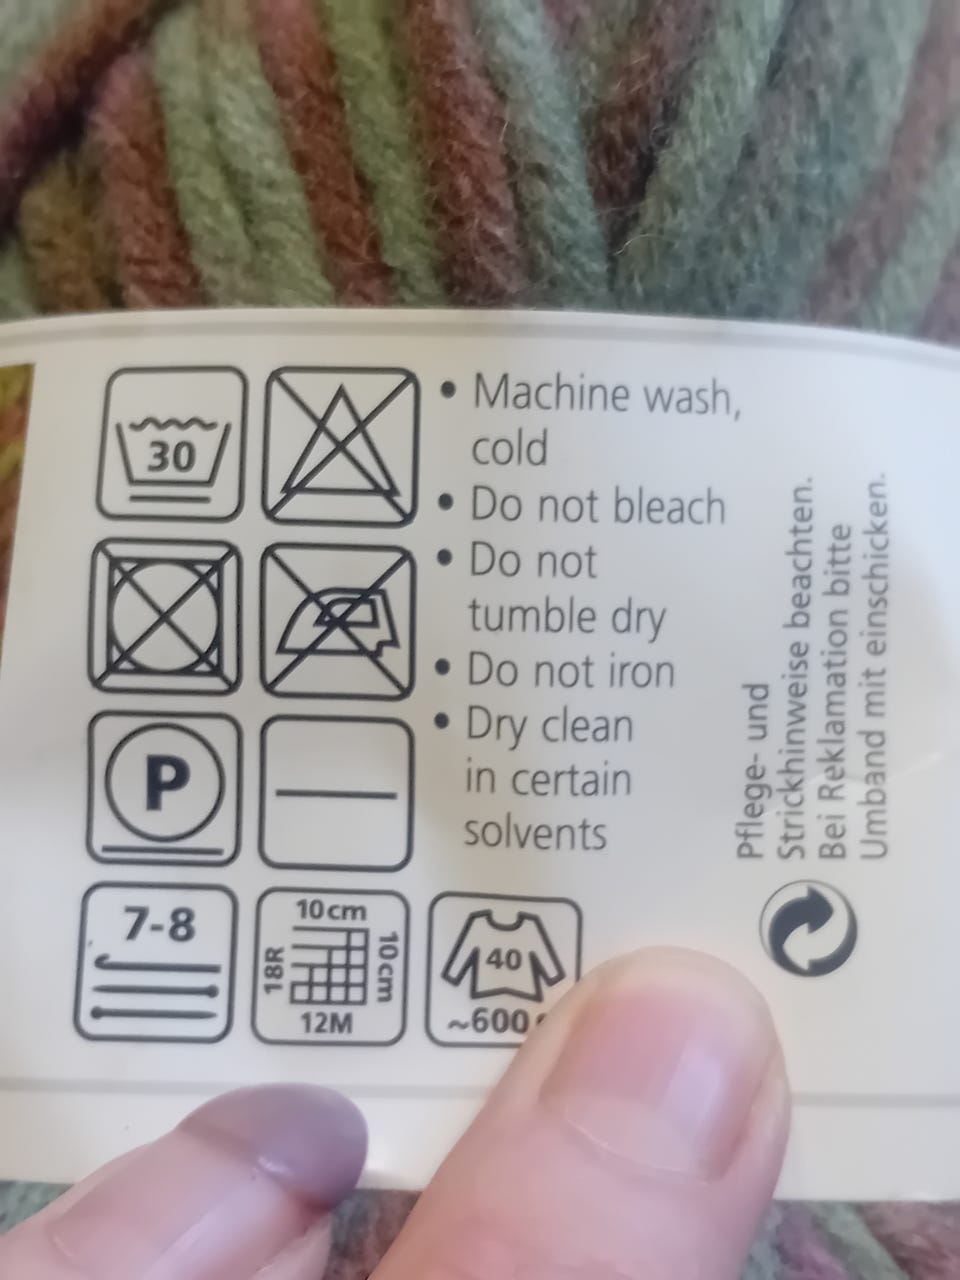 30
• Machine wash,
cold
• Do not bleach
• Do not
tumble dry
• Do not iron
• Dry clean
in certain
solvents
P
7-8
10cm
18R
10cm
12M
40
~600
Pflege- und
Strickhinweise beachten.
Bei Reklamation bitte
Umband mit einschicken.